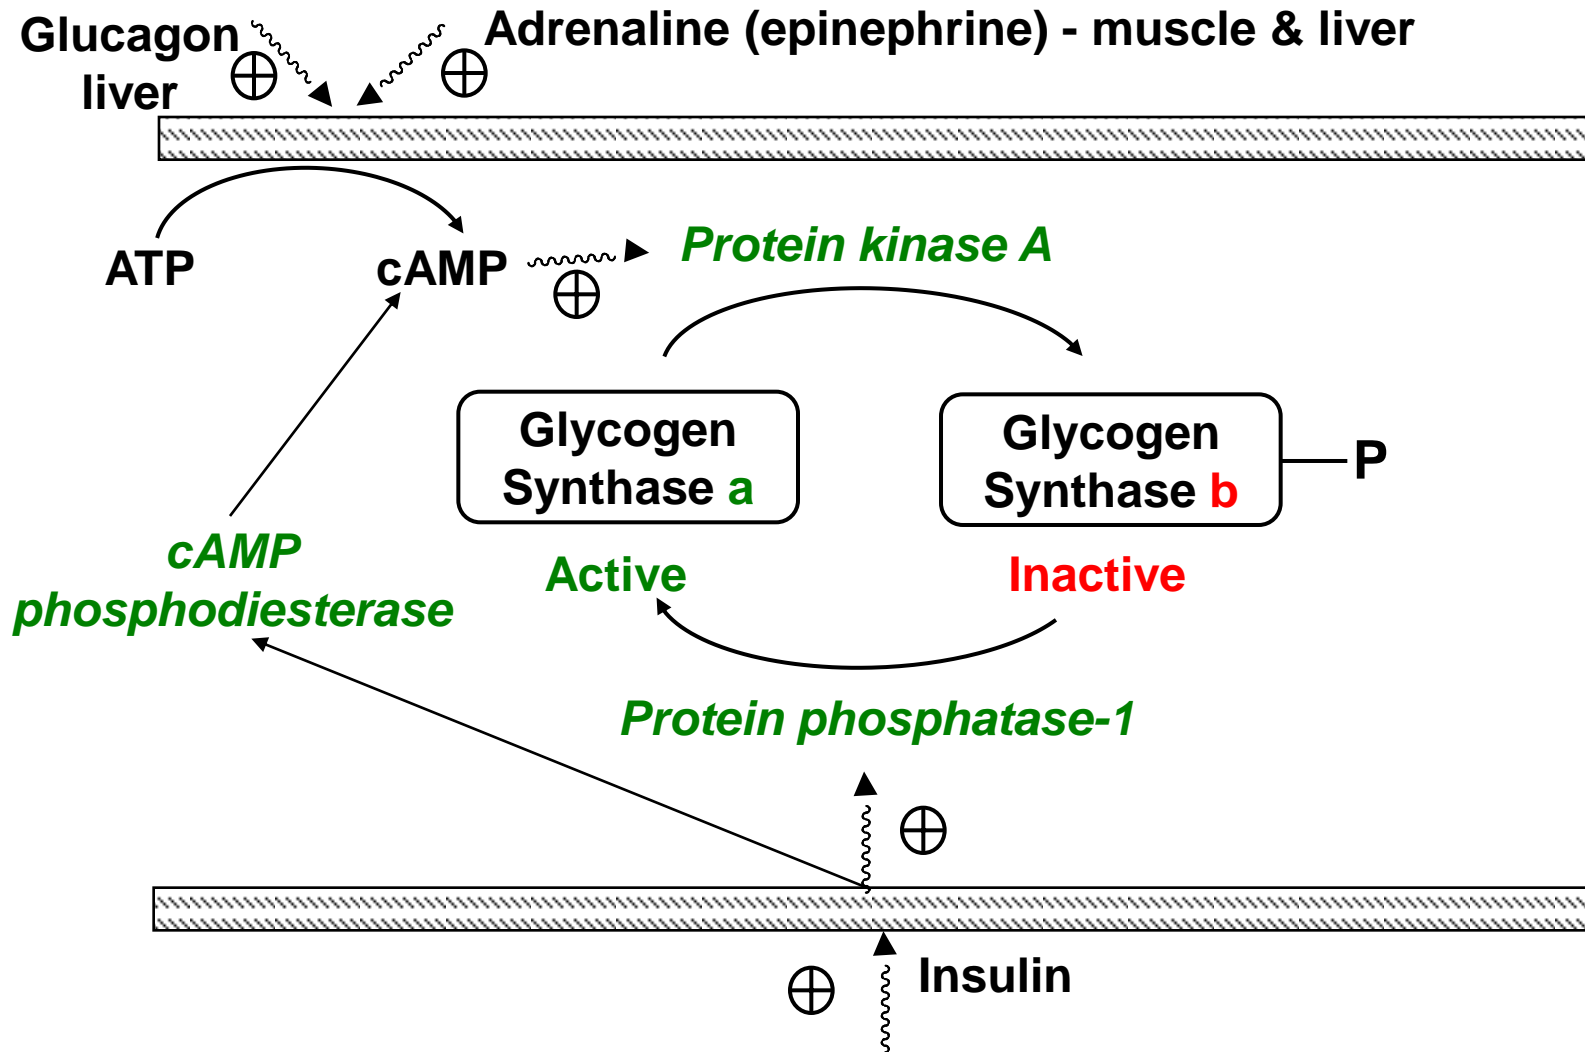 Glucagon
liver
Adrenaline (epinephrine) - muscle & liver
ATP
cAMP
Protein kinase A
Glycogen
Synthase a
Glycogen
Synthase b
P
Active
Inactive
cAMP
phosphodiesterase
Protein phosphatase-1
Insulin